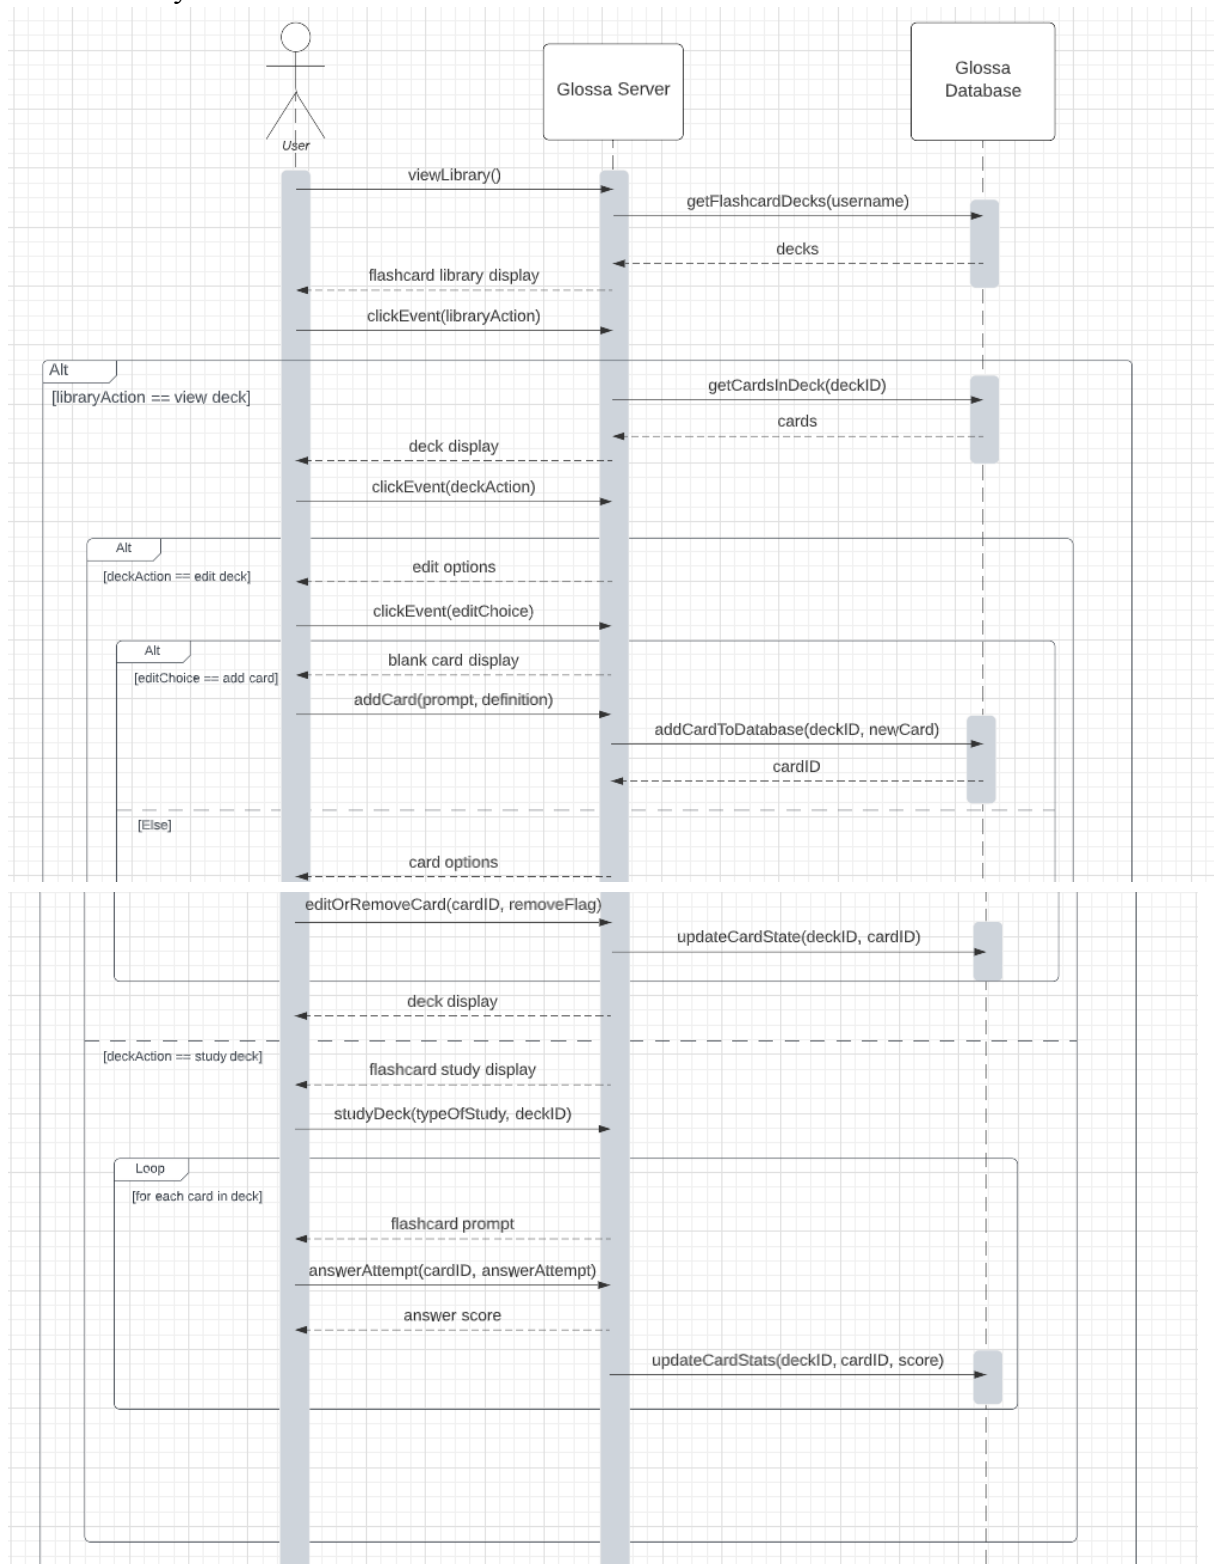 Glossa Server
Glossa
Database
User
viewLibrary()
getFlashcardDecks(username)
decks
flashcard library display
clickEvent(libraryAction)
Alt
[libraryAction == view deck]
getCardsInDeck(deckID)
cards
deck display
clickEvent(deckAction)
Alt
[deckAction == edit deck]
edit options
clickEvent(editChoice)
Alt
[editChoice == add card]
blank card display
addCard(prompt, definition)
addCardToDatabase(deckID, newCard)
cardID
[Else]
card options
editOrRemoveCard(cardID, removeFlag)
updateCardState(deckID, cardID)
deck display
[deckAction == study deck]
flashcard study display
studyDeck(typeOfStudy, deckID)
Loop
[for each card in deck]
flashcard prompt
answerAttempt(cardID, answerAttempt)
answer score
updateCardStats(deckID, cardID, score)